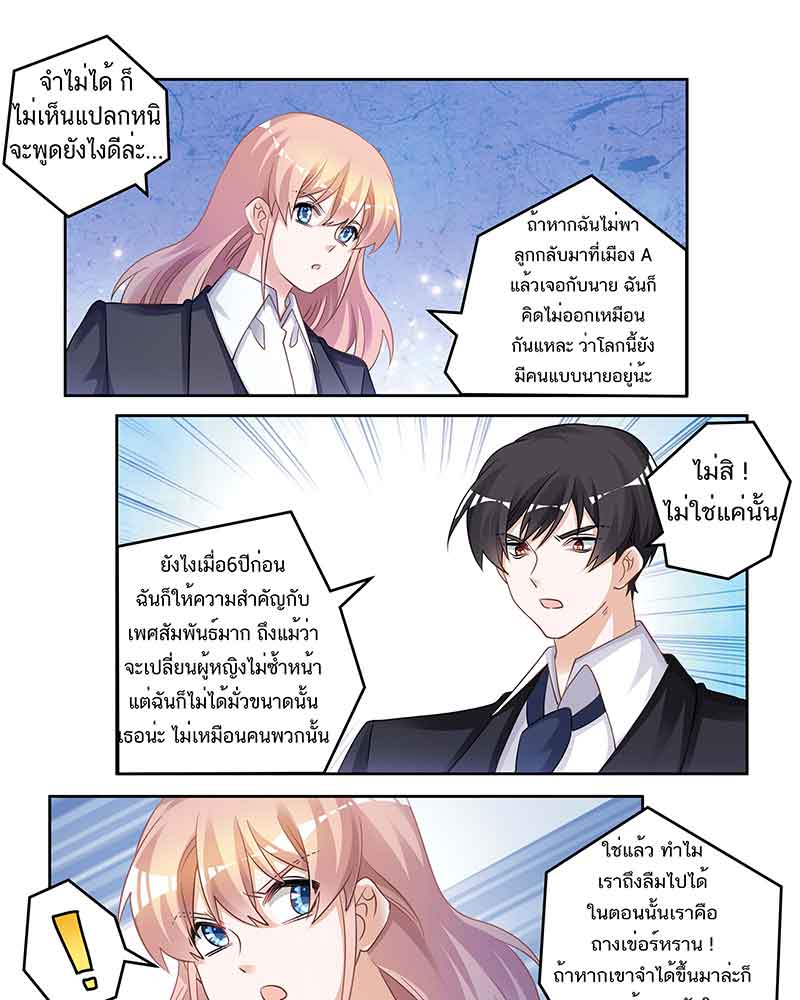 จำไม่ได้ ก็
ไม่เห็นแปลกหนิ
จะพูดยังไงดีล่ะ...
ถ้าหากฉันไม่พา
ลูกกลับมาที่เมือง A
แล้วเจอกับนาย ฉันก็
คิดไม่ออกเหมือน
กันแหละ ว่าโลกนี้ยัง
มีคนแบบนายอยู่น้ะ
ไม่สิ !
ไม่ใช่แค่นั้น
ยังไงเมื่อ6ปีก่อน
ฉันก็ให้ความสำคัญกับ
เพศสัมพันธ์มาก ถึงแม้ว่า
จะเปลี่ยนผู้หญิงไม่ซ้ำหน้า
แต่ฉันก็ไม่ได้มั่วขนาดนั้น
เธอน่ะ ไม่เหมือนคนพวกนั้น
!
ใช่แล้ว ทำไม
เราถึงลืมไปได้
ในตอนนั้นเราคือ
ถางเข่อร์หราน !
ถ้าหากเขาจำได้ขึ้นมาล่ะก็